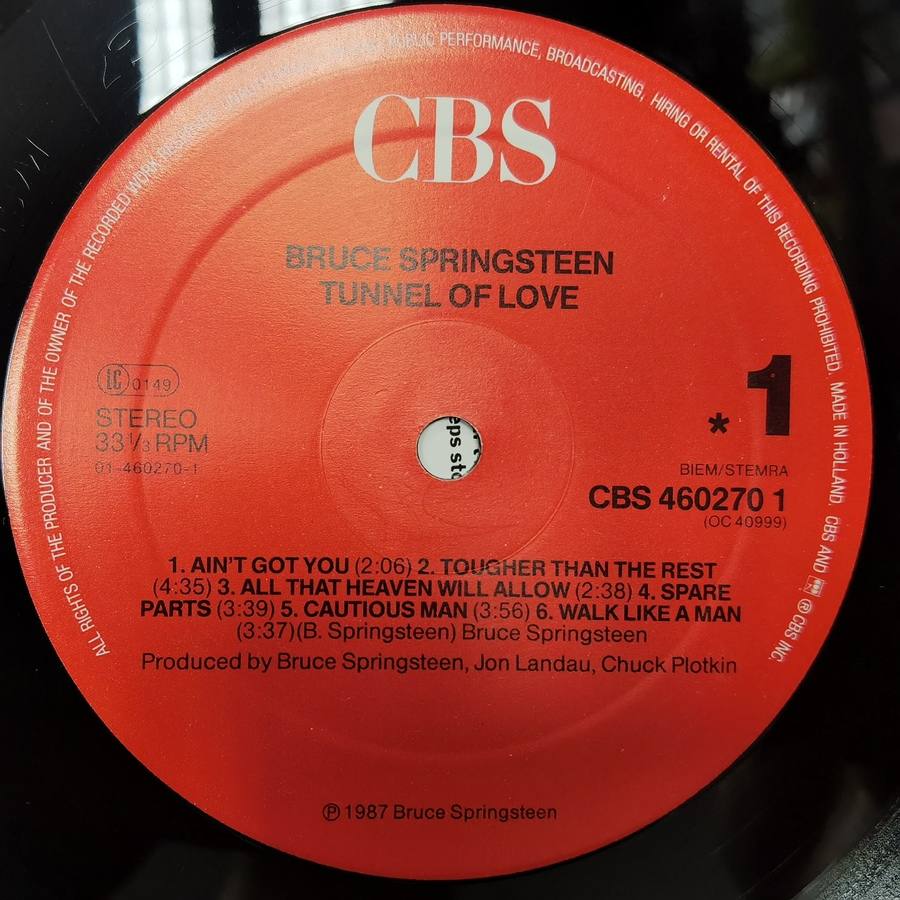 ALL RIGHTS OF THE PRODUCER AND OF THE OWNER OF THE RECORDED WORK PUBLIC PERFORMANCE, BROADCASTING, HIRING OR RENTAL OF THIS RECORDING PROHIBITED. MADE IN HOLLAND. CBS AND ℗ CBS INC.
CBS
BRUCE SPRINGSTEEN
TUNNEL OF LOVE
LC 0149
STEREO
33 1/3 RPM
01-460270-1
* 1
BIEM/STEMRA
CBS 460270 1
(OC 40999)
eps sto
1. AIN'T GOT YOU (2:06) 2. TOUGHER THAN THE REST
(4:35) 3. ALL THAT HEAVEN WILL ALLOW (2:38) 4. SPARE
PARTS (3:39) 5. CAUTIOUS MAN (3:56) 6. WALK LIKE A MAN
(3:37)(B. Springsteen) Bruce Springsteen
Produced by Bruce Springsteen, Jon Landau, Chuck Plotkin
℗ 1987 Bruce Springsteen